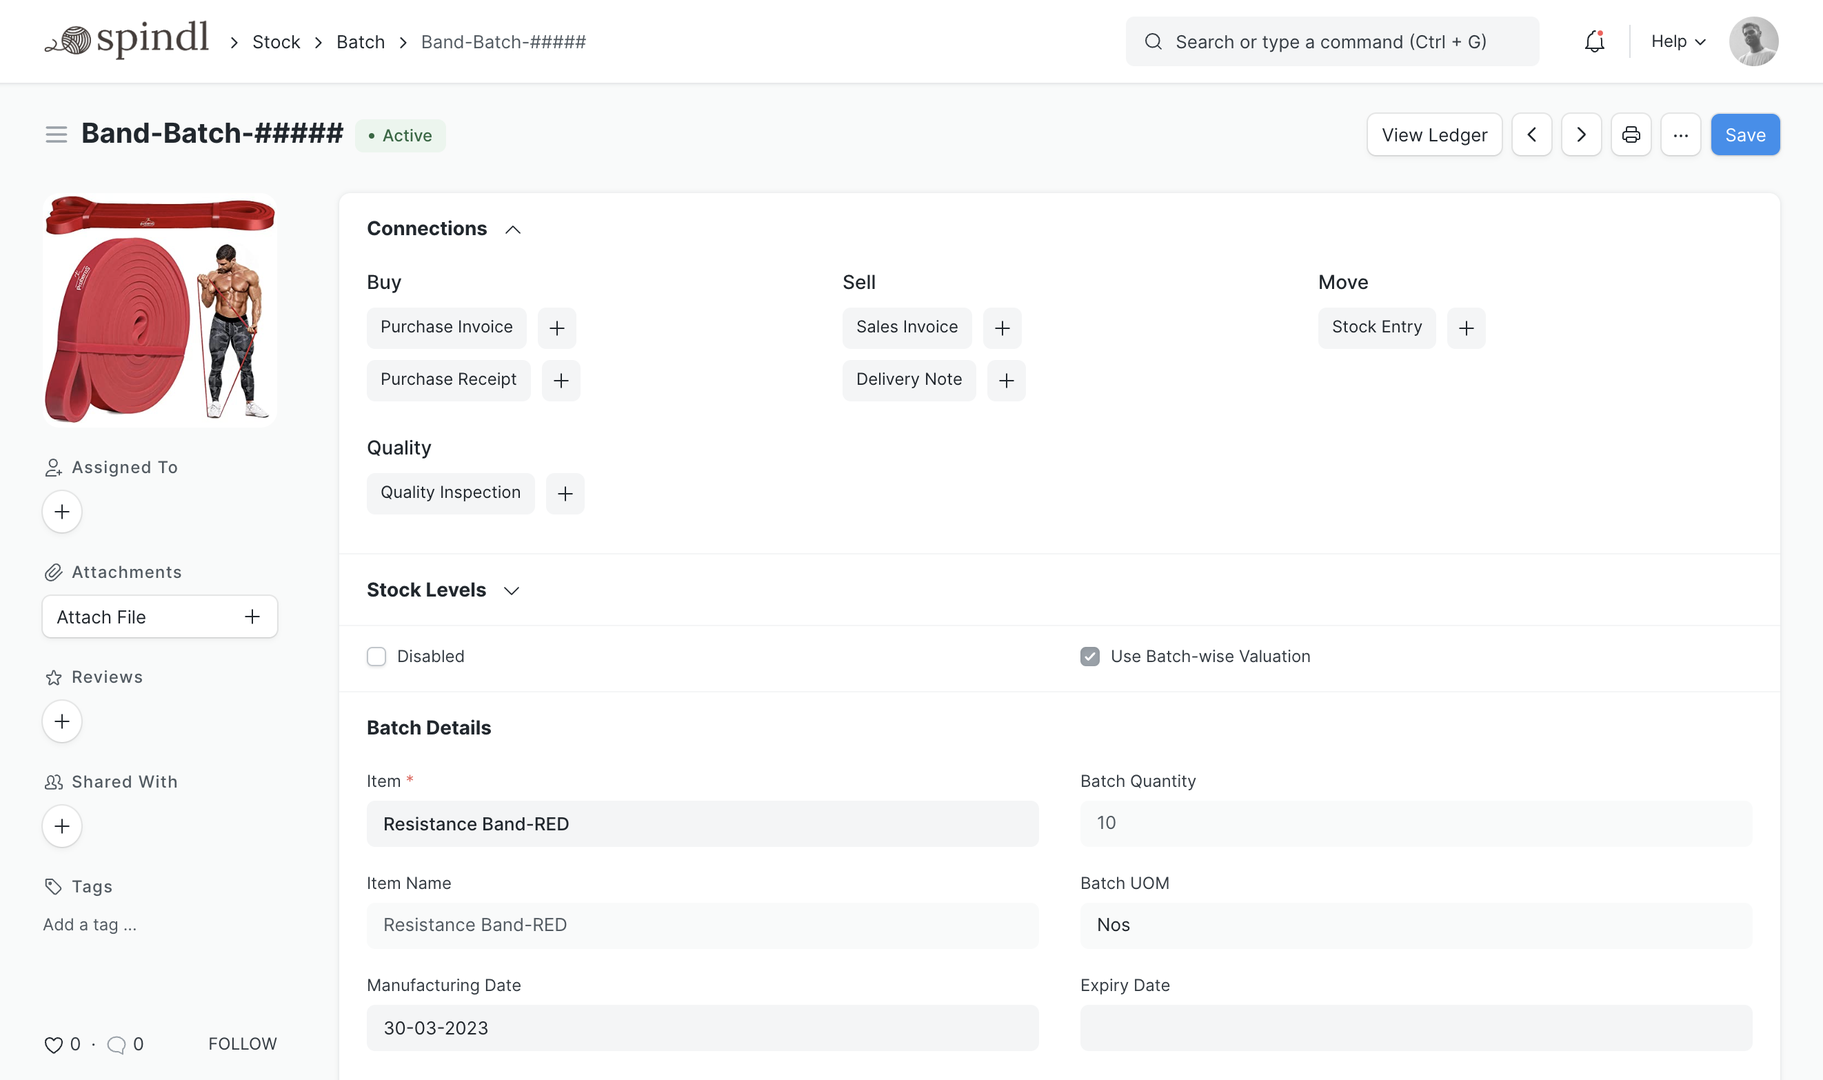 spindl > Stock > Batch > Band-Batch-#####
Search or type a command (Ctrl + G)
Help
Band-Batch-#####
• Active
View Ledger
...
Save
Connections
Buy
Sell
Move
Purchase Invoice +
Sales Invoice +
Stock Entry +
Purchase Receipt +
Delivery Note +
Quality
Quality Inspection +
Assigned To
+
Attachments
Attach File +
Reviews
+
Shared With
+
Tags
Add a tag ...
0 · 0 FOLLOW
Stock Levels
Disabled
Use Batch-wise Valuation
Batch Details
Item *
Resistance Band-RED
Batch Quantity
10
Item Name
Resistance Band-RED
Batch UOM
Nos
Manufacturing Date
30-03-2023
Expiry Date